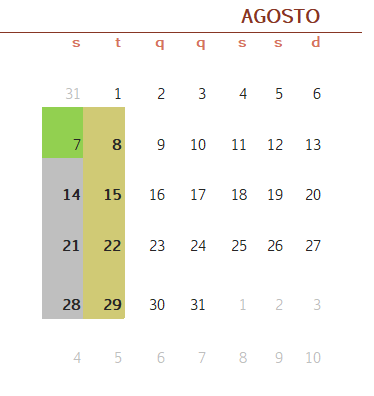 AGOSTO
s t q q s s d
31 1 2 3 4 5 6
7 8 9 10 11 12 13
14 15 16 17 18 19 20
21 22 23 24 25 26 27
28 29 30 31 1 2 3
4 5 6 7 8 9 10